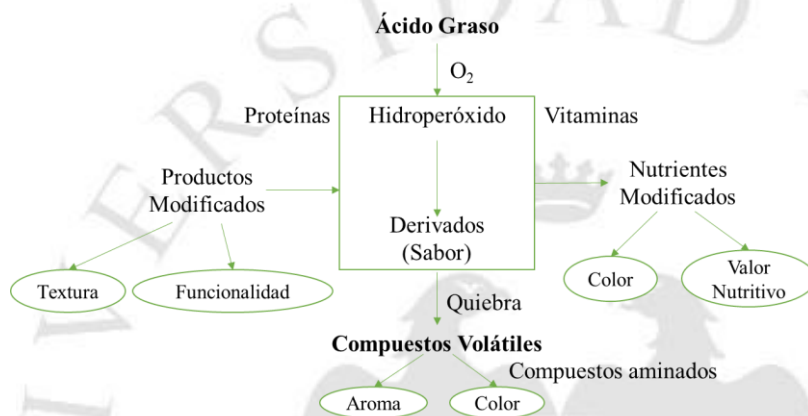 Ácido Graso
O2
Proteínas
Hidroperóxido
Vitaminas
Productos
Modificados
Nutrientes
Modificados
Derivados
(Sabor)
Textura
Funcionalidad
Color
Valor
Nutritivo
Quiebra
Compuestos Volátiles
Compuestos aminados
Aroma
Color